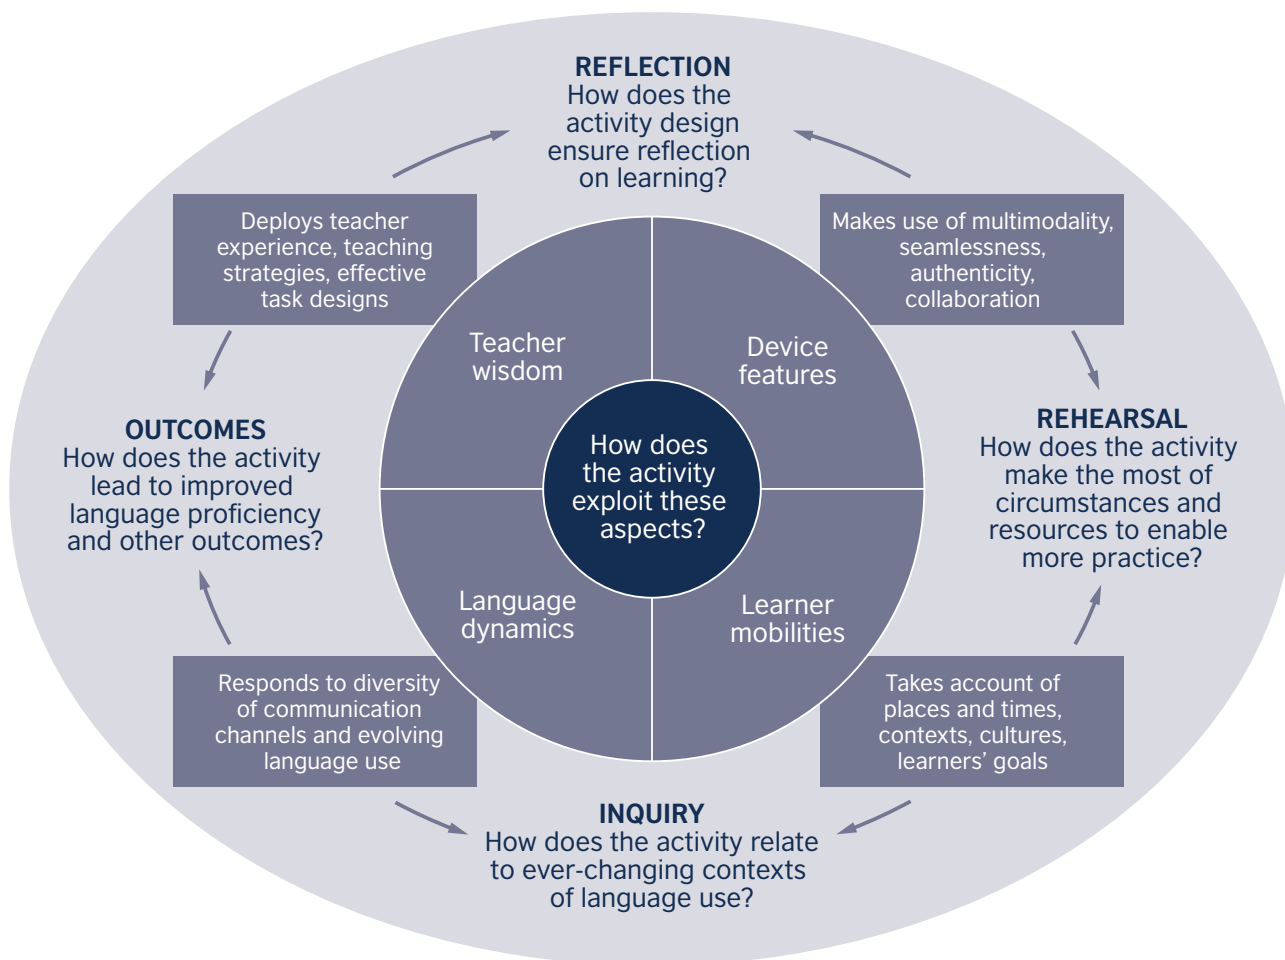 REFLECTION
How does the
activity design
ensure reflection
on learning?
Deploys teacher
experience, teaching
strategies, effective
task designs
Makes use of multimodality,
seamlessness,
authenticity,
collaboration
Teacher
wisdom
Device
features
OUTCOMES
How does the activity
lead to improved
language proficiency
and other outcomes?
How does
the activity
exploit these
aspects?
REHEARSAL
How does the activity
make the most of
circumstances and
resources to enable
more practice?
Language
dynamics
Learner
mobilities
Responds to diversity
of communication
channels and evolving
language use
Takes account of
places and times,
contexts, cultures,
learners’ goals
INQUIRY
How does the activity relate
to ever-changing contexts
of language use?